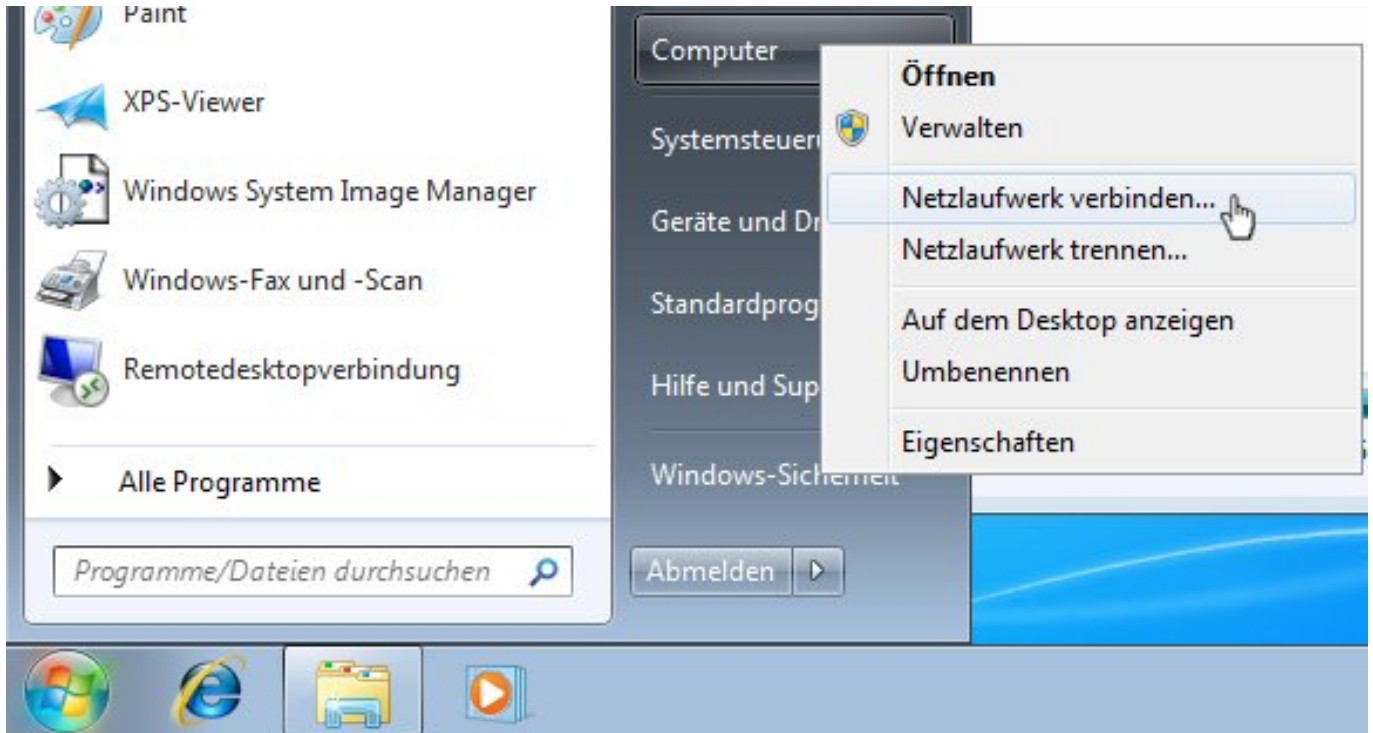 Paint
XPS-Viewer
Windows System Image Manager
Windows-Fax und -Scan
Remotedesktopverbindung
Alle Programme
Programme/Dateien durchsuchen
Computer
Systemsteueru
Geräte und Dr
Standardprog
Hilfe und Sup
Windows-Sicherheit
Abmelden
Öffnen
Verwalten
Netzlaufwerk verbinden...
Netzlaufwerk trennen...
Auf dem Desktop anzeigen
Umbenennen
Eigenschaften